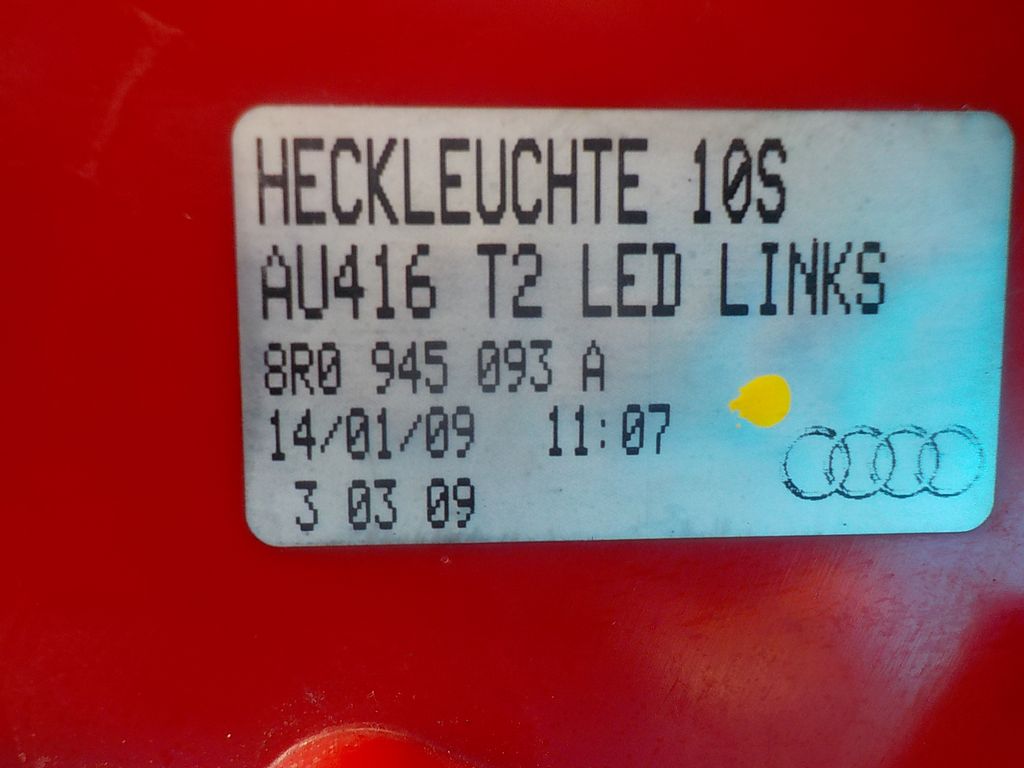 HECKLEUCHTE 10S
AU416 T2 LED LINKS
8R0 945 093 A
14/01/09 11:07
3 03 09